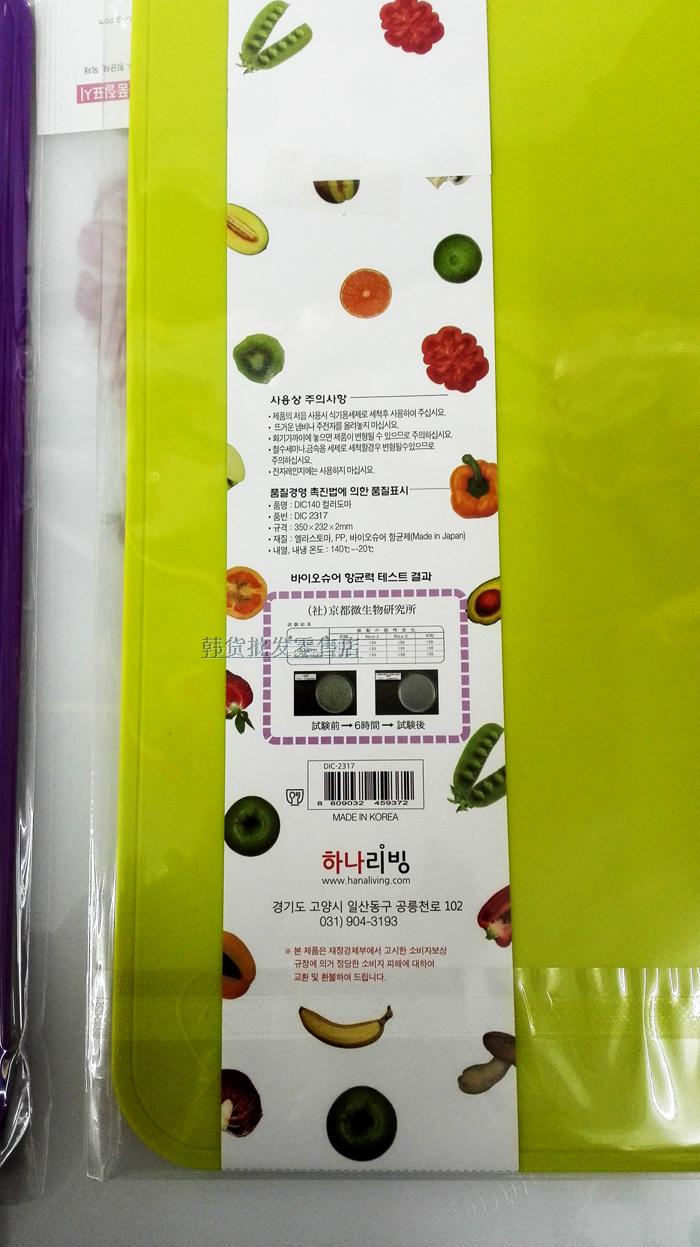 품질표시
사용상 주의사항
• 제품의 처음 사용시 식기용세제로 세척후 사용하여 주십시요.
• 뜨거운 냄비나 주전자를 올려놓지 마십시요.
• 화기가까이에 놓으면 제품이 변형될 수 있으므로 주의하십시요.
• 철수세미나,금속용 세제로 세척할경우 변형될수있으므로
주의하십시요.
• 전자레인지에는 사용하지 마십시요.
품질경영 촉진법에 의한 품질표시
• 품명 : DIC140 컬러도마
• 품번 : DIC 2317
• 규격 : 350×232×2mm
• 재질 : 엘라스토마, PP, 바이오슈어 항균제(Made in Japan)
• 내열, 내냉 온도 : 140℃~-20℃
바이오슈어 항균력 테스트 결과
(社)京都微生物研究所
試験結果
韩货批发零售店
試験前→6時間→試験後
DIC-2317
8 809032 459372
MADE IN KOREA
하나리빙
www.hanaliving.com
경기도 고양시 일산동구 공릉천로 102
031) 904-3193
※ 본 제품은 재정경제부에서 고시한 소비자보상
규정에 의거 정당한 소비자 피해에 대하여
교환 및 환불하여 드립니다.